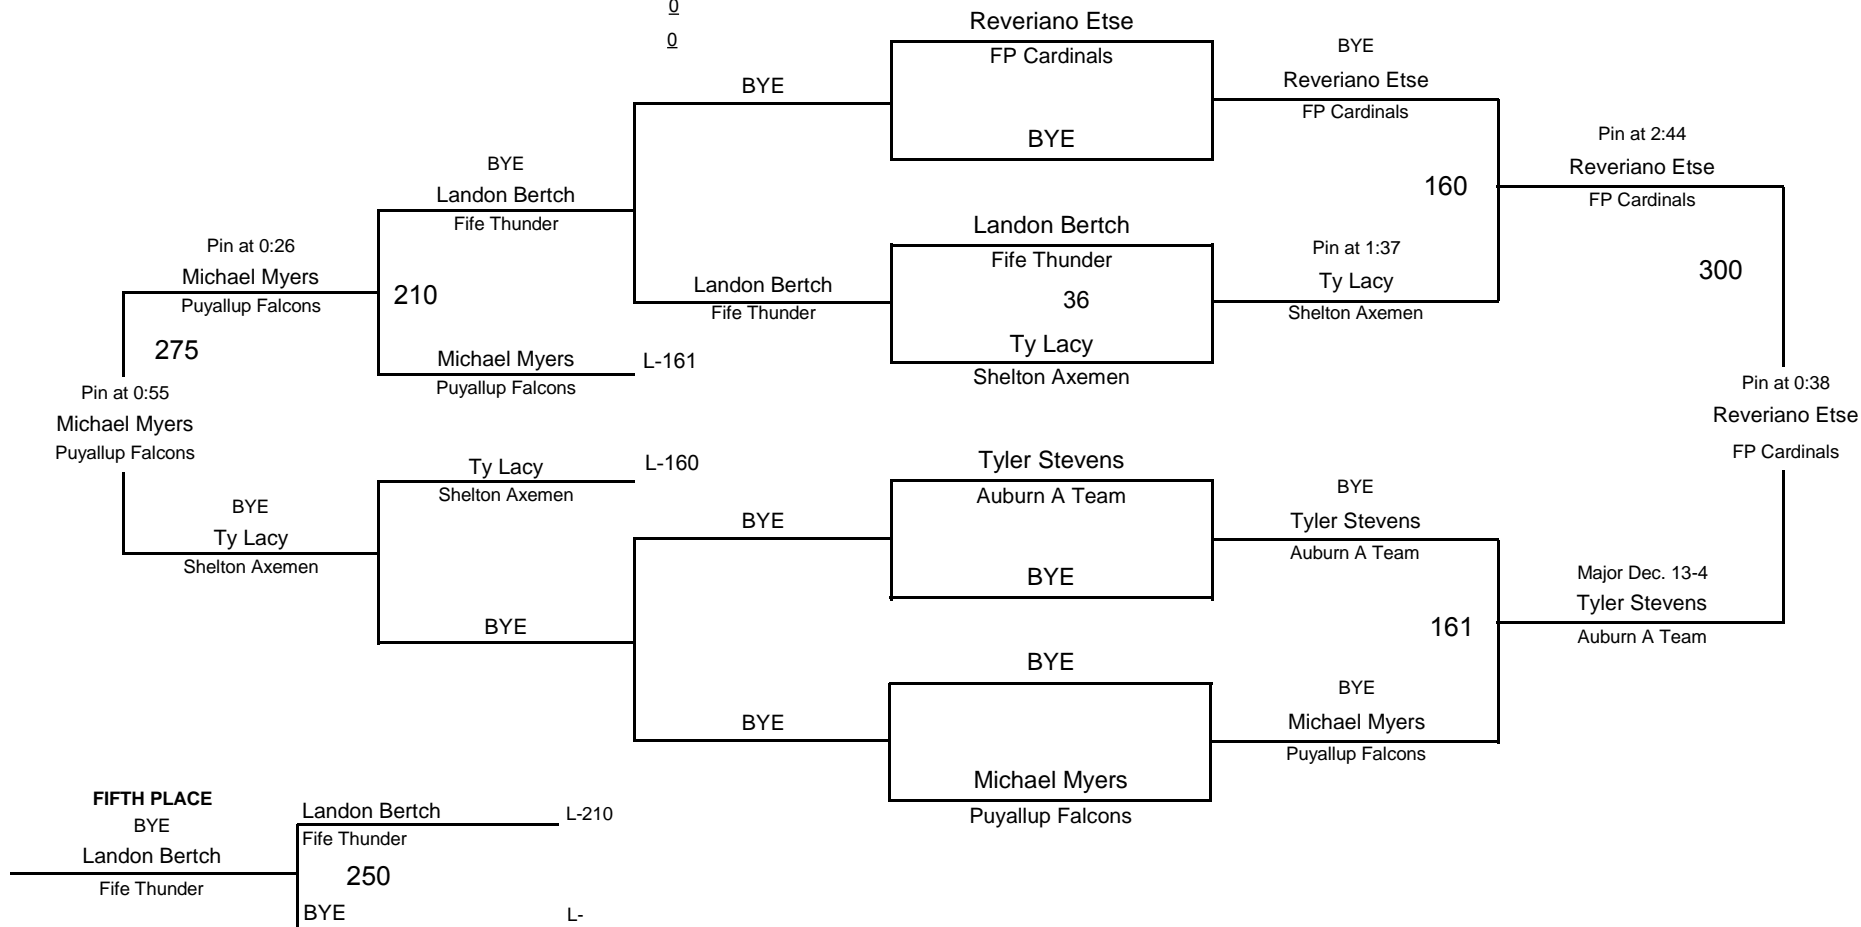 0
0
Reveriano Etse
FP Cardinals
BYE
BYE
Reveriano Etse
FP Cardinals
BYE
Pin at 2:44
Reveriano Etse
FP Cardinals
BYE
Landon Bertch
Fife Thunder
160
Landon Bertch
Fife Thunder
36
Ty Lacy
Shelton Axemen
Pin at 1:37
Ty Lacy
Shelton Axemen
300
Pin at 0:26
Michael Myers
Puyallup Falcons
210
Landon Bertch
Fife Thunder
275
Michael Myers
Puyallup Falcons
L-161
Pin at 0:55
Michael Myers
Puyallup Falcons
Pin at 0:38
Reveriano Etse
FP Cardinals
Ty Lacy
Shelton Axemen
L-160
Tyler Stevens
Auburn A Team
BYE
BYE
Tyler Stevens
Auburn A Team
BYE
BYE
Ty Lacy
Shelton Axemen
BYE
Major Dec. 13-4
Tyler Stevens
Auburn A Team
161
BYE
BYE
Michael Myers
Puyallup Falcons
BYE
Michael Myers
Puyallup Falcons
FIFTH PLACE
BYE
Landon Bertch
Fife Thunder
Landon Bertch
Fife Thunder
L-210
250
BYE
L-